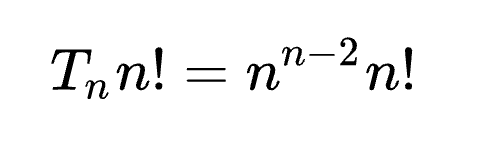 Tₙn! = nⁿ⁻²n!